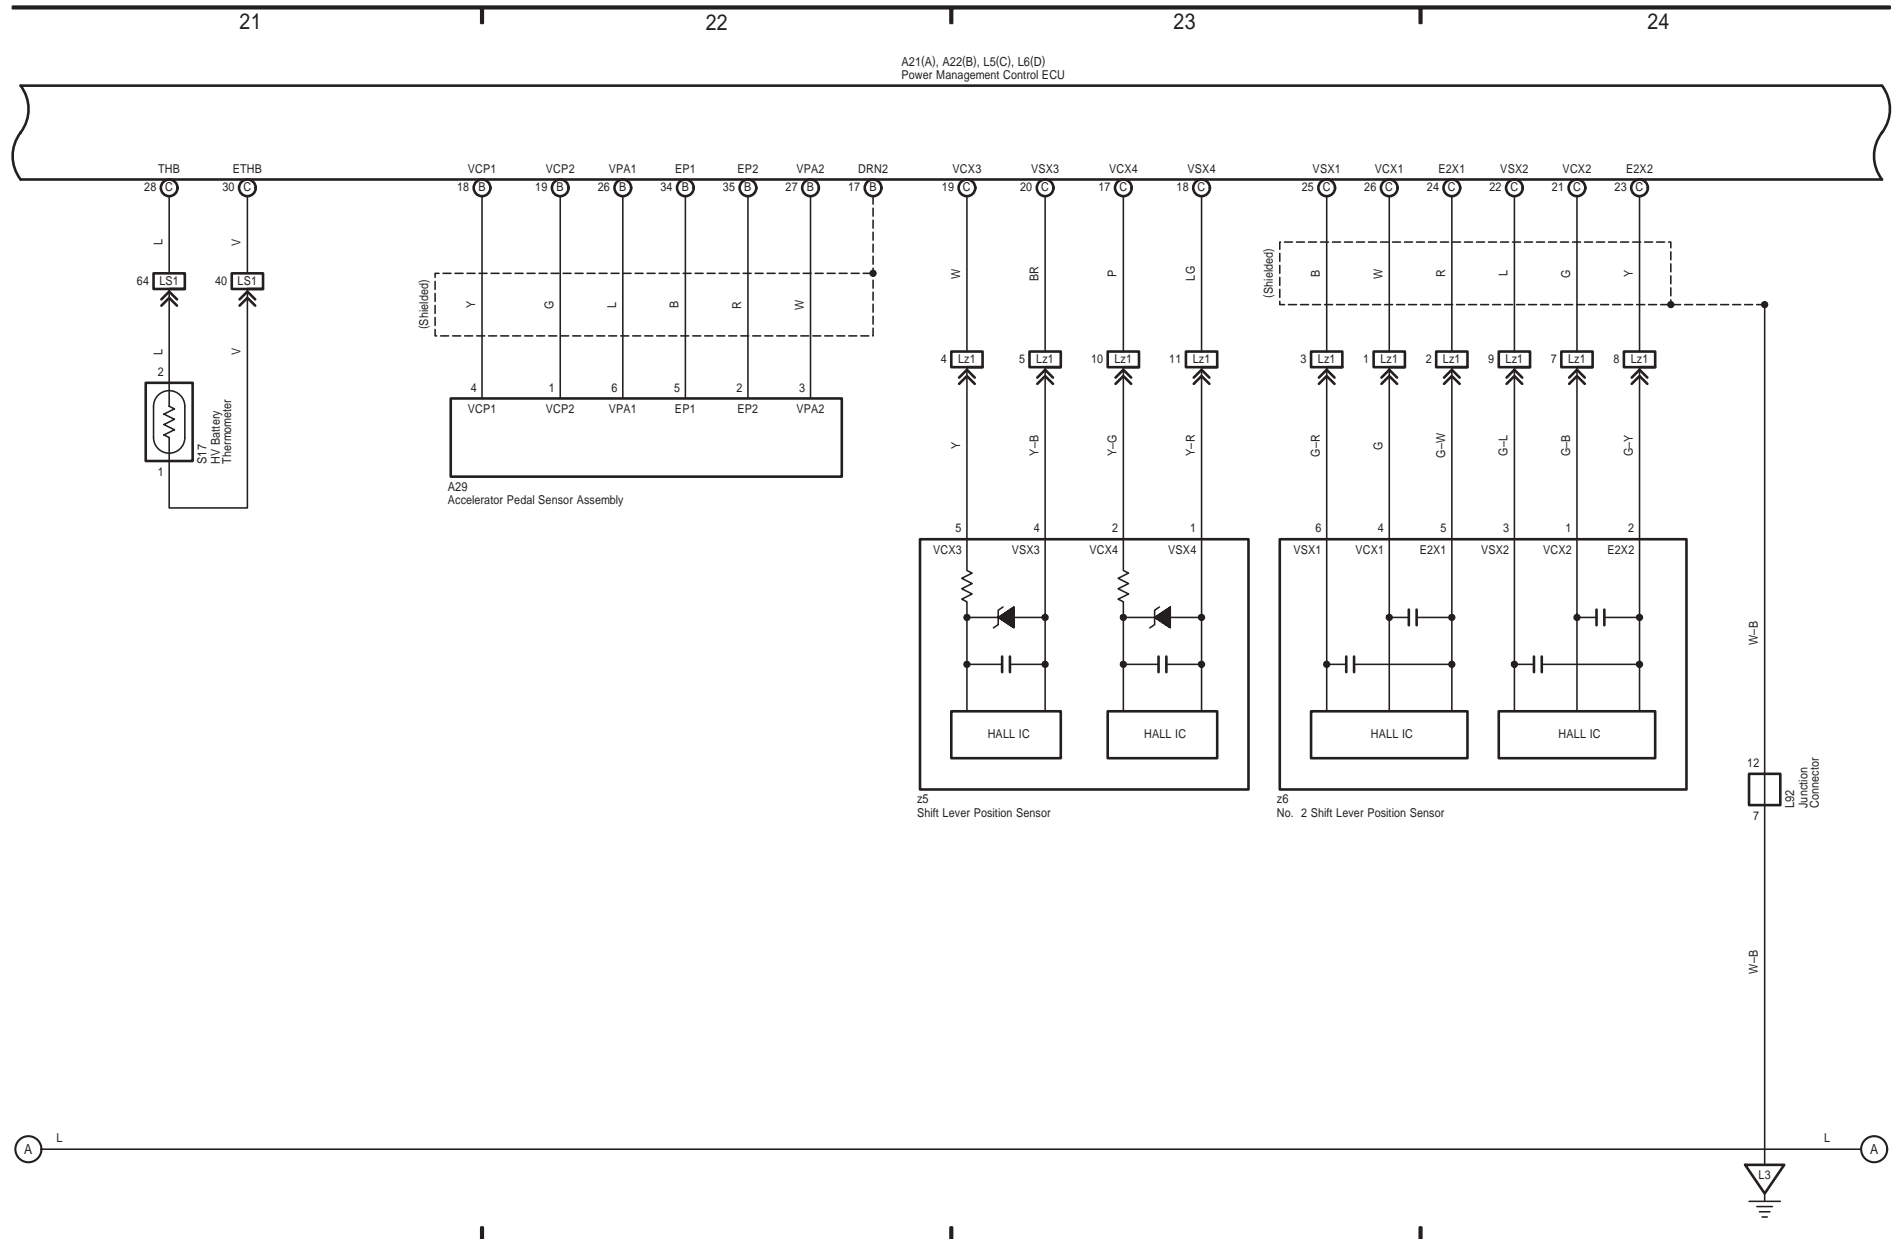 21 22 23 24
A21(A), A22(B), L5(C), L6(D)
Power Management Control ECU
THB ETHB VCP1 VCP2 VPA1 EP1 EP2 VPA2 DRN2 VCX3 VSX3 VCX4 VSX4 VSX1 VCX1 E2X1 VSX2 VCX2 E2X2
28 C 30 C 18 B 19 B 26 B 34 B 35 B 27 B 17 B 19 C 20 C 17 C 18 C 25 C 26 C 24 C 22 C 21 C 23 C
L V
(Shielded)
W BR P LG B W R L G Y
64 LS1 40 LS1
(Shielded)
Y G L B R W
L V
4 Lz1 5 Lz1 10 Lz1 11 Lz1 3 Lz1 1 Lz1 2 Lz1 9 Lz1 7 Lz1 8 Lz1
2
4 1 6 5 2 3
VCP1 VCP2 VPA1 EP1 EP2 VPA2
S17
HV Battery
Thermometer
1
Y Y–B Y–G Y–R G–R G G–W G–L G–B G–Y
A29
Accelerator Pedal Sensor Assembly
5 4 2 1 6 4 5 3 1 2
VCX3 VSX3 VCX4 VSX4 VSX1 VCX1 E2X1 VSX2 VCX2 E2X2
W–B
HALL IC HALL IC HALL IC HALL IC
12
L92
Junction
Connector
7
z5
Shift Lever Position Sensor
z6
No. 2 Shift Lever Position Sensor
W–B
A L L A
L3